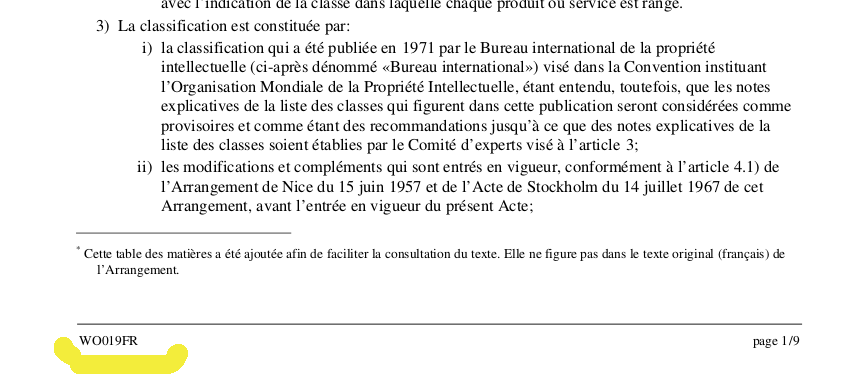 avec l'indication de la classe dans laquelle chaque produit ou service est rangé.
3) La classification est constituée par:
i) la classification qui a été publiée en 1971 par le Bureau international de la propriété
intellectuelle (ci-après dénommé «Bureau international») visé dans la Convention instituant
l'Organisation Mondiale de la Propriété Intellectuelle, étant entendu, toutefois, que les notes
explicatives de la liste des classes qui figurent dans cette publication seront considérées comme
provisoires et comme étant des recommandations jusqu'à ce que des notes explicatives de la
liste des classes soient établies par le Comité d'experts visé à l'article 3;
ii) les modifications et compléments qui sont entrés en vigueur, conformément à l'article 4.1) de
l'Arrangement de Nice du 15 juin 1957 et de l'Acte de Stockholm du 14 juillet 1967 de cet
Arrangement, avant l'entrée en vigueur du présent Acte;
* Cette table des matières a été ajoutée afin de faciliter la consultation du texte. Elle ne figure pas dans le texte original (français) de
l'Arrangement.
WO019FR page 1/9